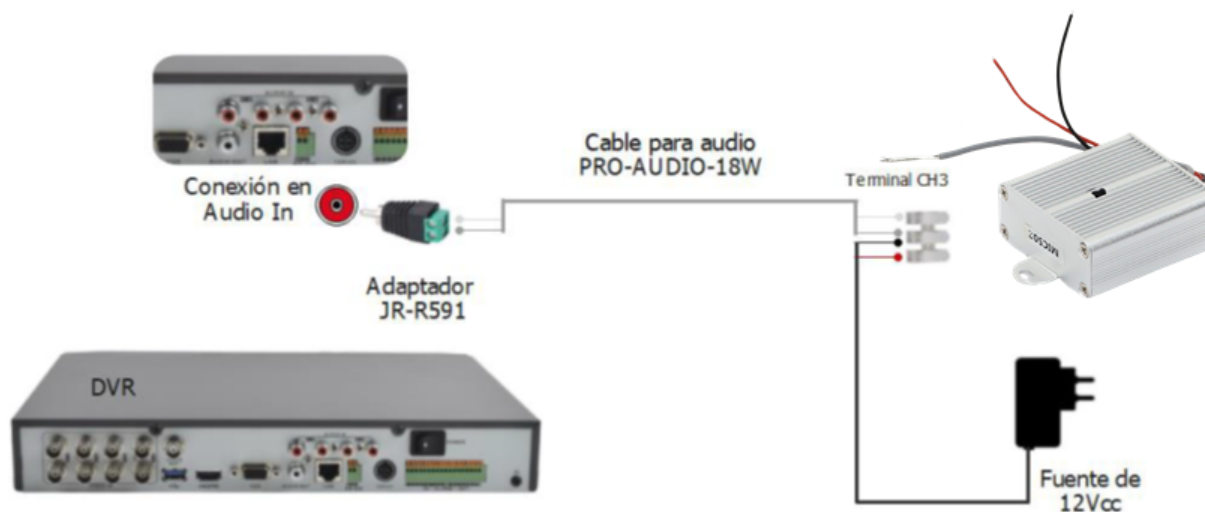 Cable para audio
PRO-AUDIO-18W
Terminal CH3
Conexión en
Audio In
Adaptador
JR-R591
DVR
Fuente de
12Vcc